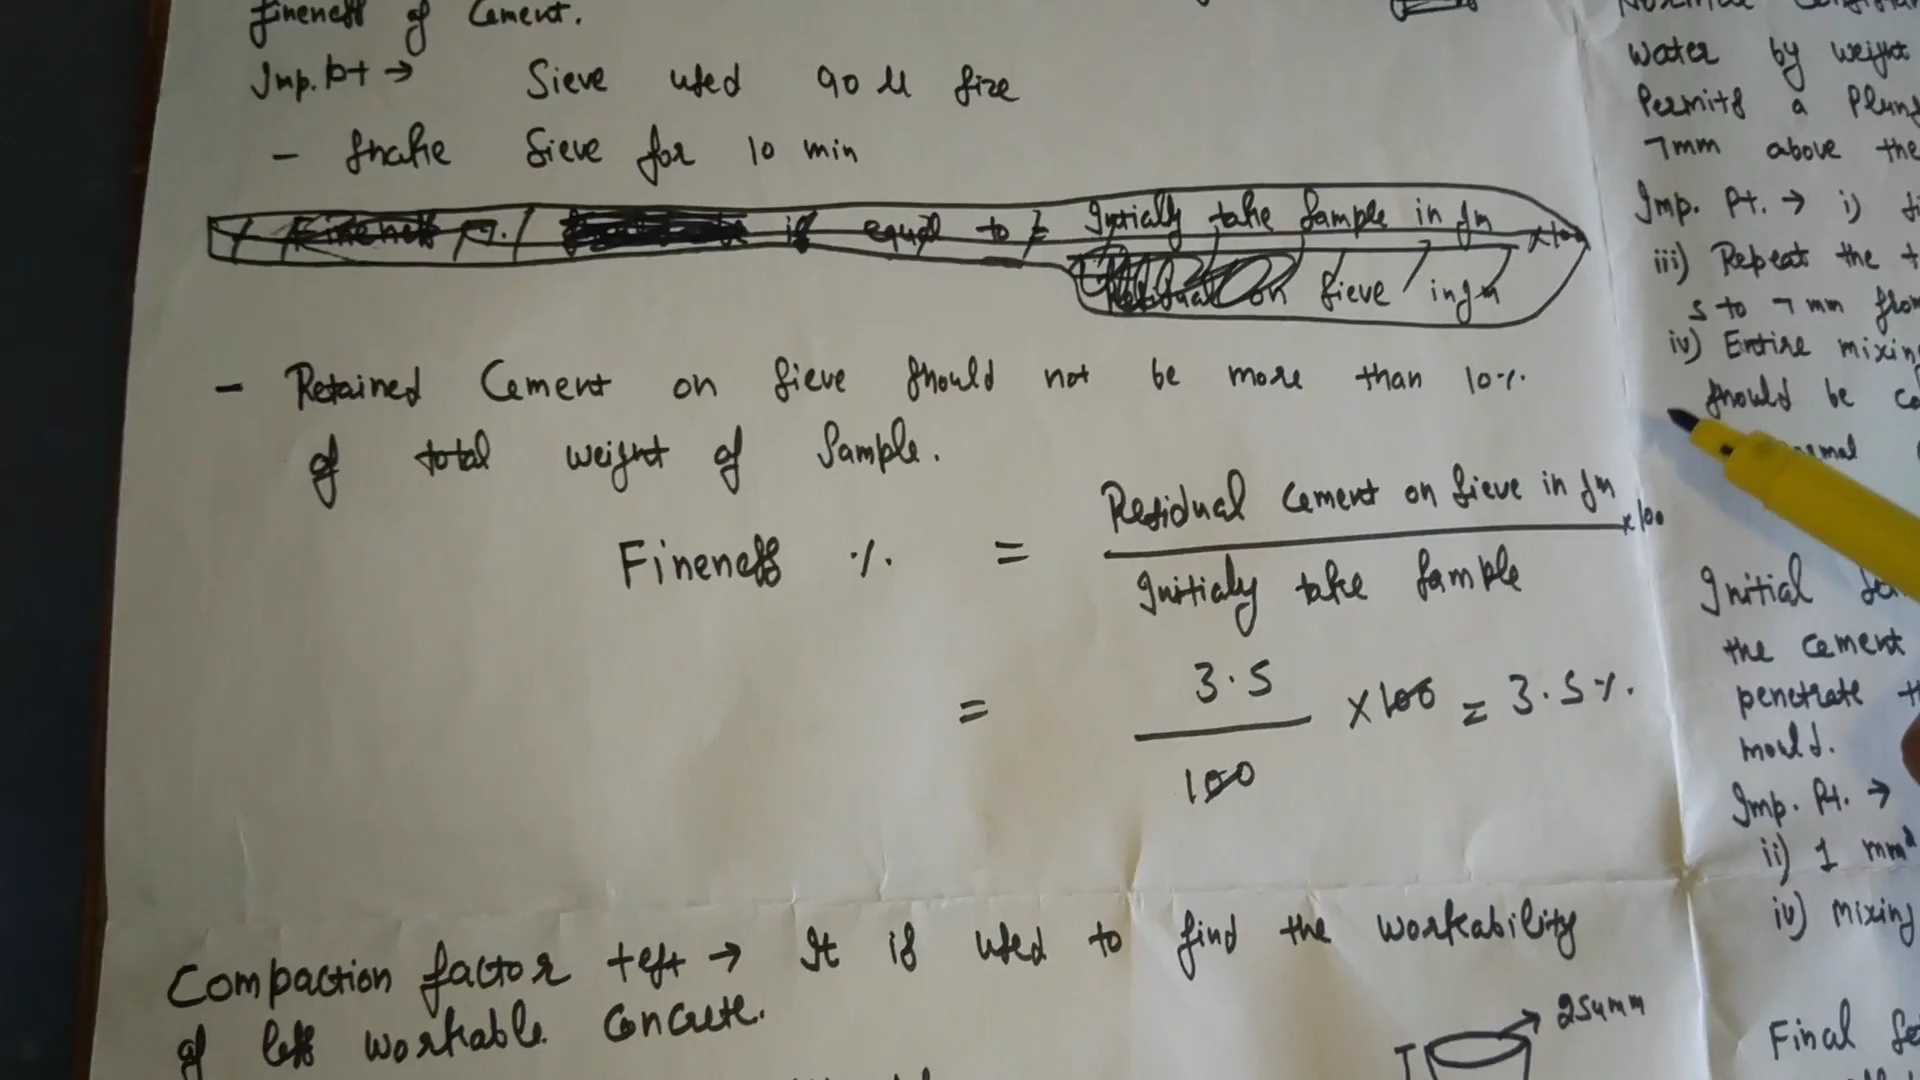 Fineness of Cement.
Imp. pt → Sieve used 90 μ size
- Shake Sieve for 10 min
Fineness %. is equal to = Initially take Sample in gm ×100
Residual on Sieve in gm
- Retained Cement on Sieve should not be more than 10%.
of total weight of Sample.
Fineness %. = Residual Cement on Sieve in gm ×100
Initialy take Sample
= 3.5 ×100 = 3.5%.
100
Compaction factor test → It is used to find the workability
of less workable concrete.
254mm
water by weight
Permits a
7mm above the
Imp. Pt. → i)
iii) Repeat the
5 to 7 mm from
iv) Entire mixing
should be
Initial
the cement
penetrate
mould.
Imp. Pt. →
ii) 1 mm
iv) mixing
Final